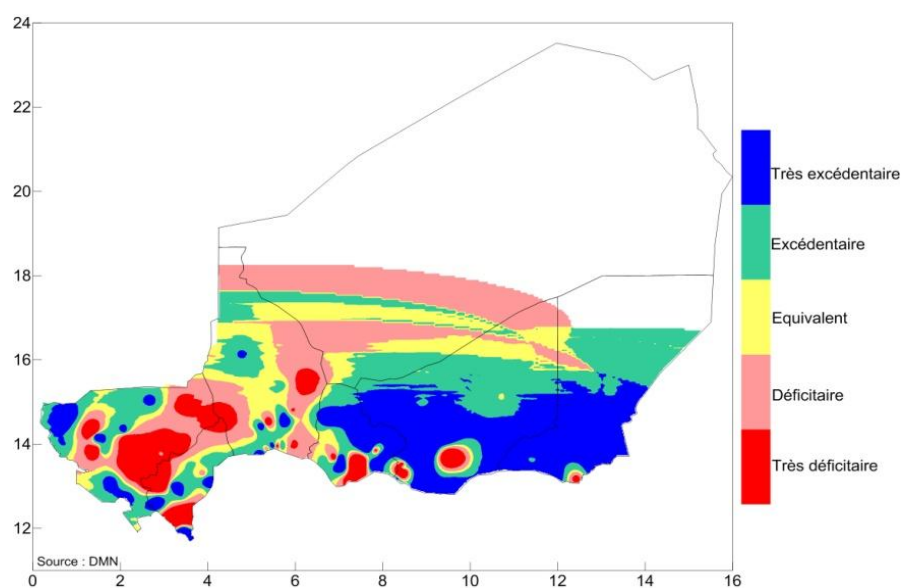 24
22
20
18
16
14
12
Source : DMN
0 2 4 6 8 10 12 14 16
Très excédentaire
Excédentaire
Equivalent
Déficitaire
Très déficitaire